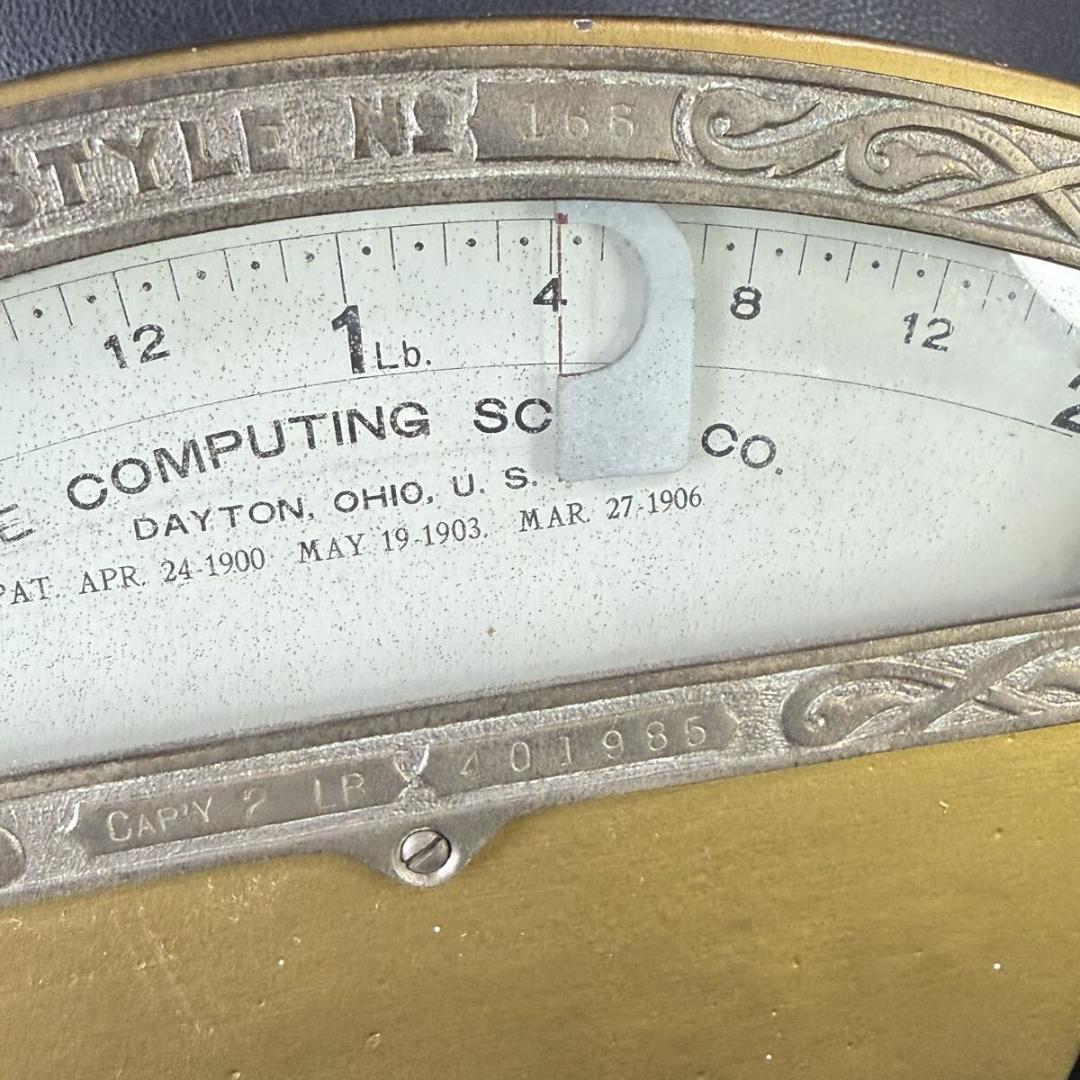 STYLE No 166
12 1 Lb. 4 8 12 2
E COMPUTING SC CO.
DAYTON, OHIO, U. S.
PAT. APR. 24-1900 MAY 19-1903. MAR. 27-1906
CAP'Y 2 LB 401985